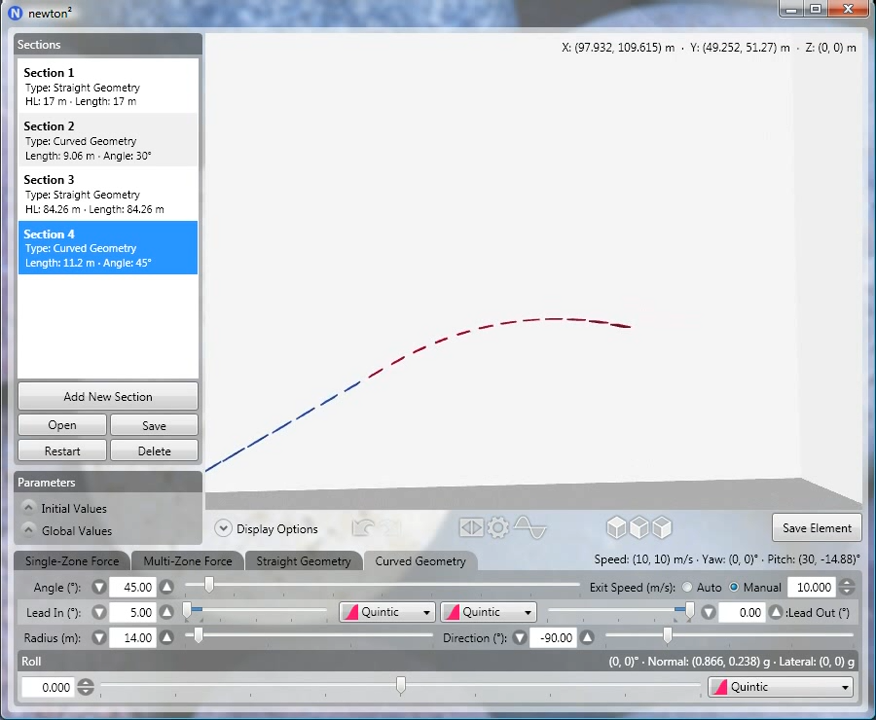 newton²
Sections
X: (97.932, 109.615) m · Y: (49.252, 51.27) m · Z: (0, 0) m
Section 1
Type: Straight Geometry
HL: 17 m · Length: 17 m
Section 2
Type: Curved Geometry
Length: 9.06 m · Angle: 30°
Section 3
Type: Straight Geometry
HL: 84.26 m · Length: 84.26 m
Section 4
Type: Curved Geometry
Length: 11.2 m · Angle: 45°
Add New Section
Open Save
Restart Delete
Parameters
Initial Values
Global Values
Display Options
Save Element
Single-Zone Force Multi-Zone Force Straight Geometry Curved Geometry
Speed: (10, 10) m/s · Yaw: (0, 0)° · Pitch: (30, -14.88)°
Angle (°): 45.00 Exit Speed (m/s): Auto Manual 10.000
Lead In (°): 5.00 Quintic Quintic 0.00 :Lead Out (°)
Radius (m): 14.00 Direction (°): -90.00
Roll (0, 0)° · Normal: (0.866, 0.238) g · Lateral: (0, 0) g
0.000 Quintic